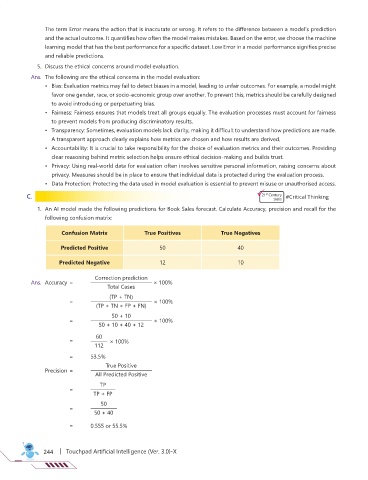 The term Error means the action that is inaccurate or wrong. It refers to the difference between a model's prediction
and the actual outcome. It quantifies how often the model makes mistakes. Based on the error, we choose the machine
learning model that has the best performance for a specific dataset. Low Error in a model performance signifies precise
and reliable predictions.
5. Discuss the ethical concerns around model evaluation.
Ans. The following are the ethical concerns in the model evaluation:
• Bias: Evaluation metrics may fail to detect biases in a model, leading to unfair outcomes. For example, a model might
favor one gender, race, or socio-economic group over another. To prevent this, metrics should be carefully designed
to avoid introducing or perpetuating bias.
• Fairness: Fairness ensures that models treat all groups equally. The evaluation processes must account for fairness
to prevent models from producing discriminatory results.
• Transparency: Sometimes, evaluation models lack clarity, making it difficult to understand how predictions are made.
A transparent approach clearly explains how metrics are chosen and how results are derived.
• Accountability: It is crucial to take responsibility for the choice of evaluation metrics and their outcomes. Providing
clear reasoning behind metric selection helps ensure ethical decision-making and builds trust.
• Privacy: Using real-world data for evaluation often involves sensitive personal information, raising concerns about
privacy. Measures should be in place to ensure that individual data is protected during the evaluation process.
• Data Protection: Protecting the data used in model evaluation is essential to prevent misuse or unauthorised access.
C. 21st Century Skills #Critical Thinking
1. An AI model made the following predictions for Book Sales forecast. Calculate Accuracy, precision and recall for the
following confusion matrix:
Confusion Matrix True Positives True Negatives
Predicted Positive 50 40
Predicted Negative 12 10
Correction prediction
Ans. Accuracy = × 100%
Total Cases
(TP + TN)
= × 100%
(TP + TN + FP + FN)
50 + 10
= × 100%
50 + 10 + 40 + 12
60
= × 100%
112
= 53.5%
True Positive
Precision =
All Predicted Positive
TP
=
TP + FP
50
=
50 + 40
= 0.555 or 55.5%
244 | Touchpad Artificial Intelligence (Ver. 3.0)-X